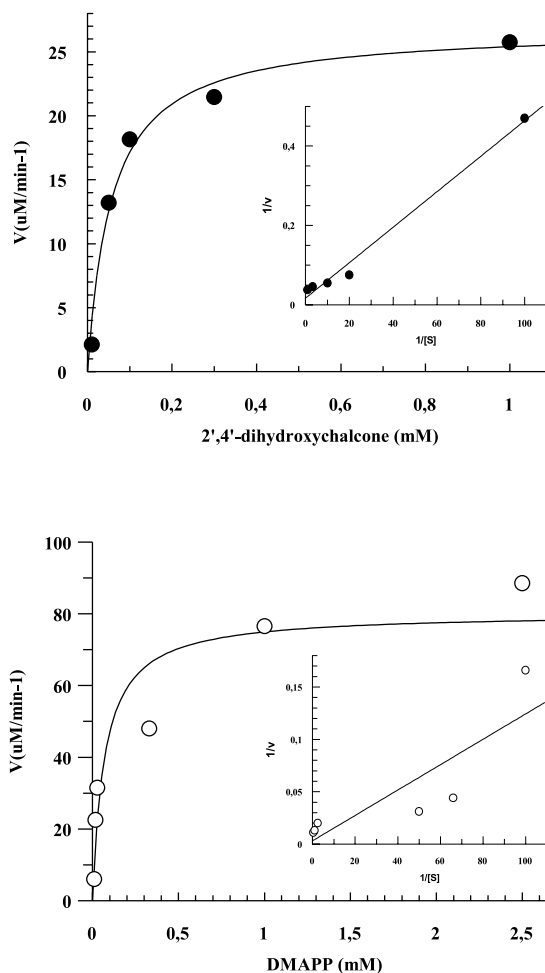 25
20
15
10
5
0
V(uM/min-1)
0,4
0,2
0
1/v
0 20 40 60 80 100
1/[S]
0 0,2 0,4 0,6 0,8 1
2',4'-dihydroxychalcone (mM)
100
80
60
40
20
0
V(uM/min-1)
0,15
0,1
0,05
0
1/v
0 20 40 60 80 100
1/[S]
0 0,5 1 1,5 2 2,5
DMAPP (mM)